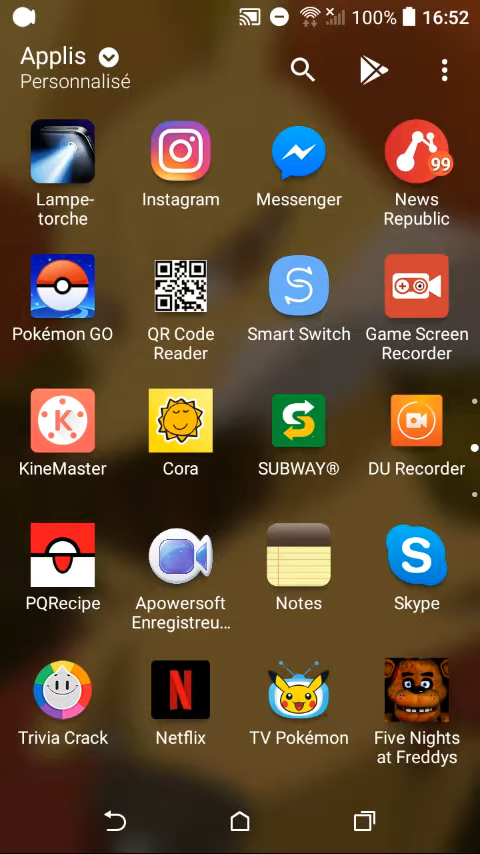 100% 16:52
Applis
Personnalisé
99
Lampe-
torche
Instagram
Messenger
News
Republic
Pokémon GO
QR Code
Reader
Smart Switch
Game Screen
Recorder
K
KineMaster
Cora
S
SUBWAY®
DU Recorder
PQRecipe
Apowersoft
Enregistreu...
Notes
S
Skype
Trivia Crack
N
Netflix
TV Pokémon
Five Nights
at Freddys